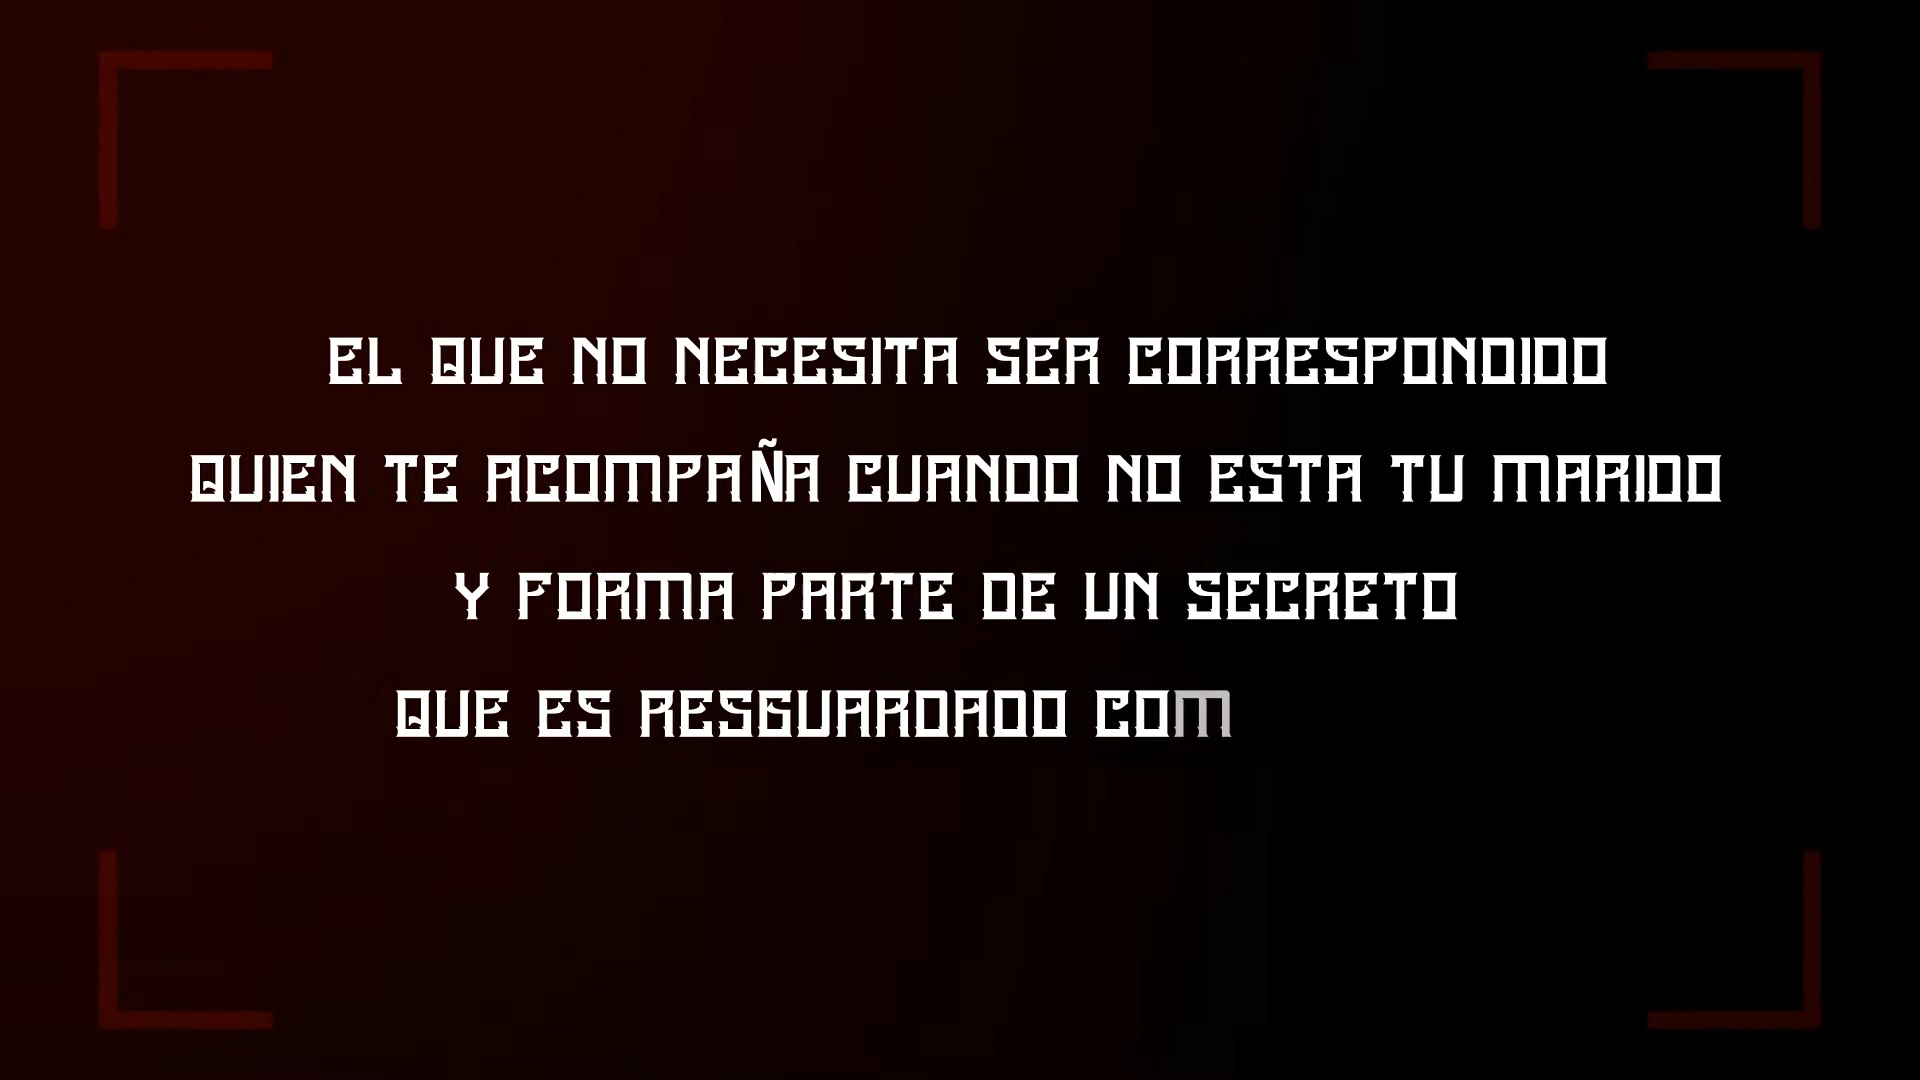 EL QUE NO NECESITA SER CORRESPONDIDO
QUIEN TE ACOMPAÑA CUANDO NO ESTA TU MARIDO
Y FORMA PARTE DE UN SECRETO
QUE ES RESGUARDADO COM